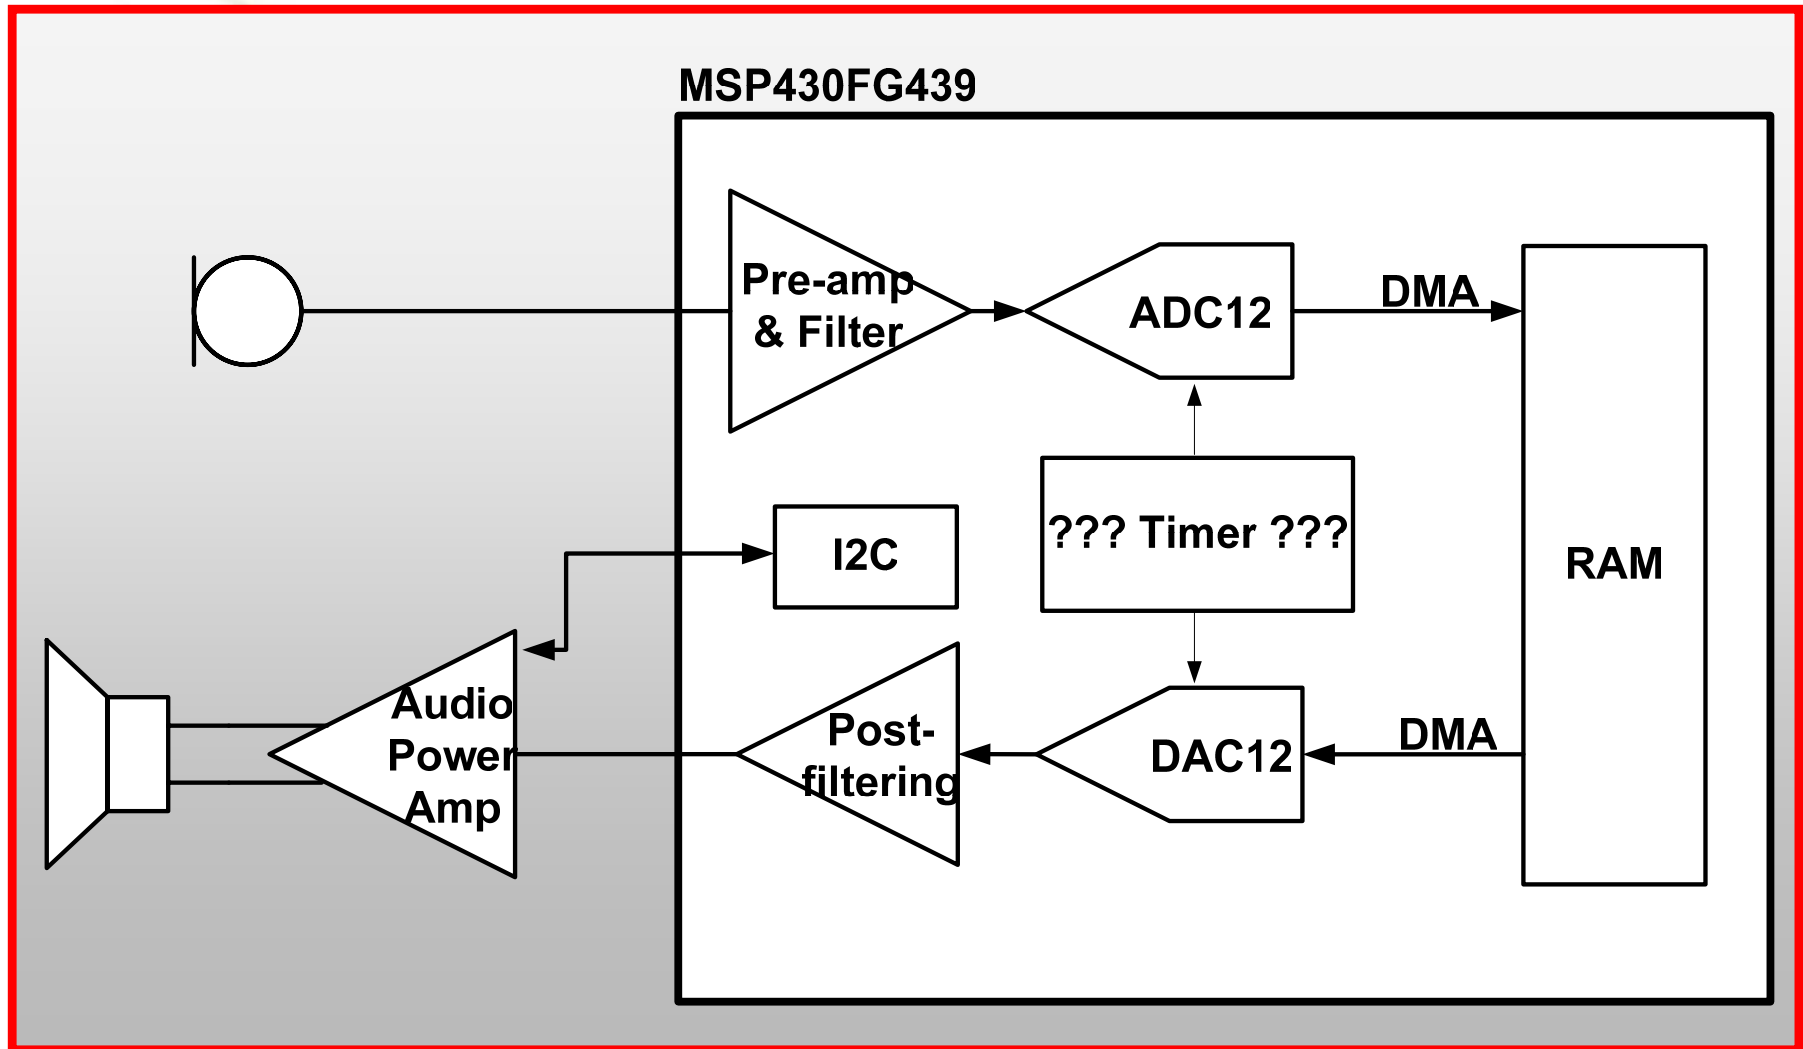 MSP430FG439
Pre-amp
& Filter
ADC12
DMA
??? Timer ???
I2C
RAM
Audio
Power
Amp
Post-
filtering
DAC12
DMA